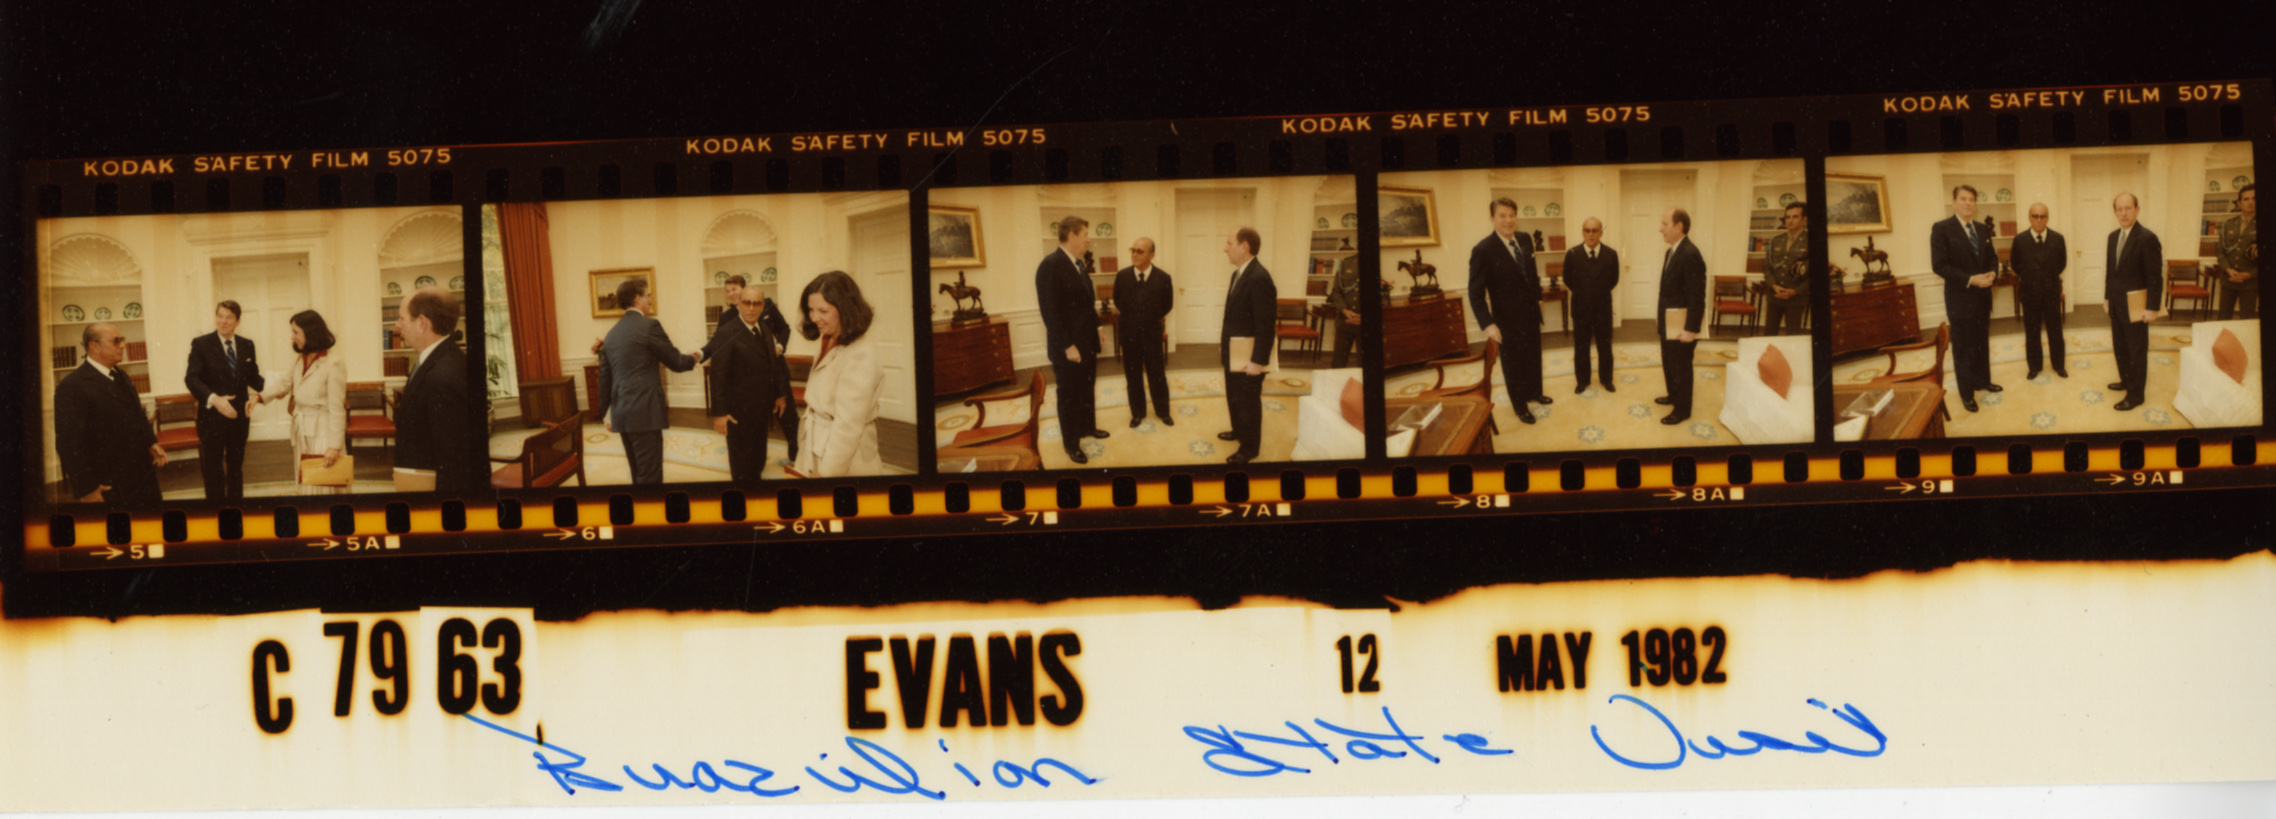 KODAK SAFETY FILM 5075 KODAK SAFETY FILM 5075 KODAK SAFETY FILM 5075 KODAK SAFETY FILM 5075
→5 →5A →6 →6A →7 →7A →8 →8A →9 →9A
C 79 63 EVANS 12 MAY 1982
Brazilian State Visit